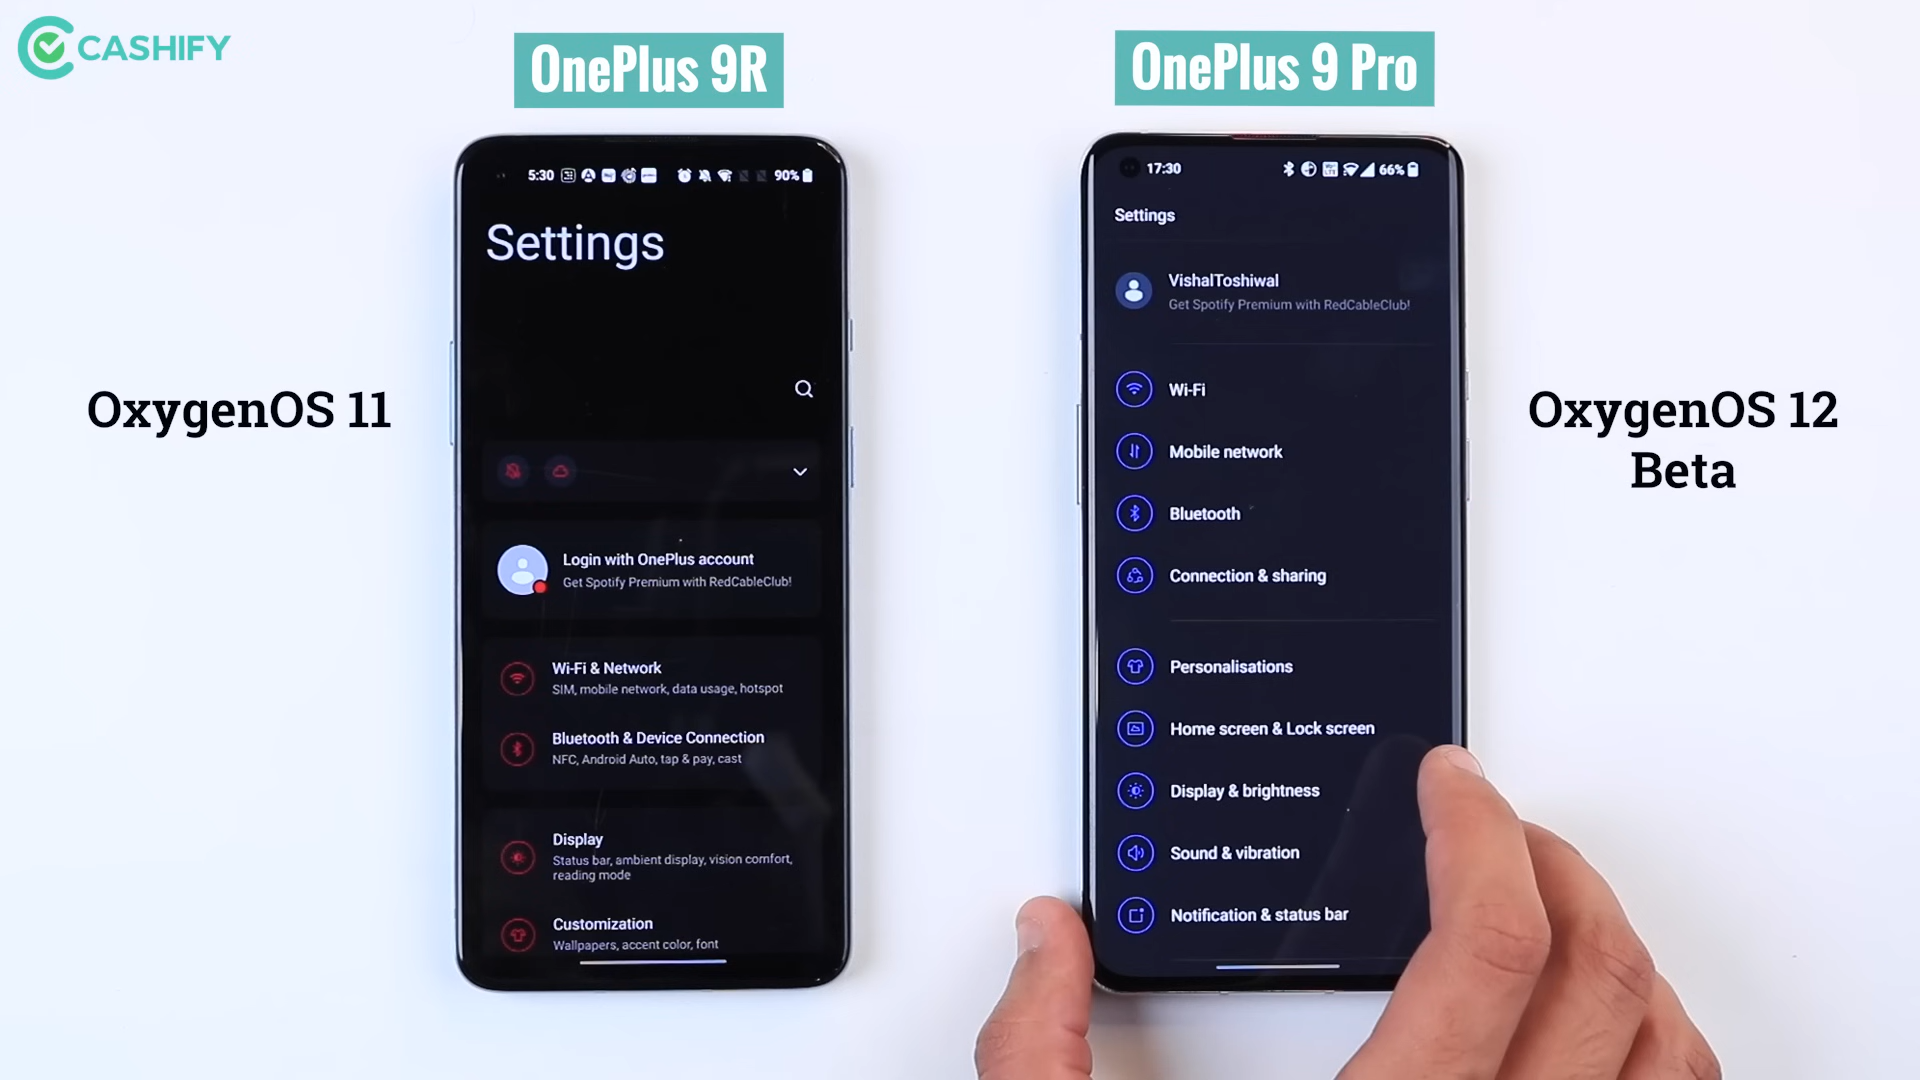 CASHIFY
OnePlus 9R
OnePlus 9 Pro
OxygenOS 11
5:30
90%
Settings
Login with OnePlus account
Get Spotify Premium with RedCableClub!
Wi-Fi & Network
SIM, mobile network, data usage, hotspot
Bluetooth & Device Connection
NFC, Android Auto, tap & pay, cast
Display
Status bar, ambient display, vision comfort,
reading mode
Customization
Wallpapers, accent color, font
17:30
66%
Settings
VishalToshiwal
Get Spotify Premium with RedCableClub!
Wi-Fi
Mobile network
Bluetooth
Connection & sharing
Personalisations
Home screen & Lock screen
Display & brightness
Sound & vibration
Notification & status bar
OxygenOS 12
Beta